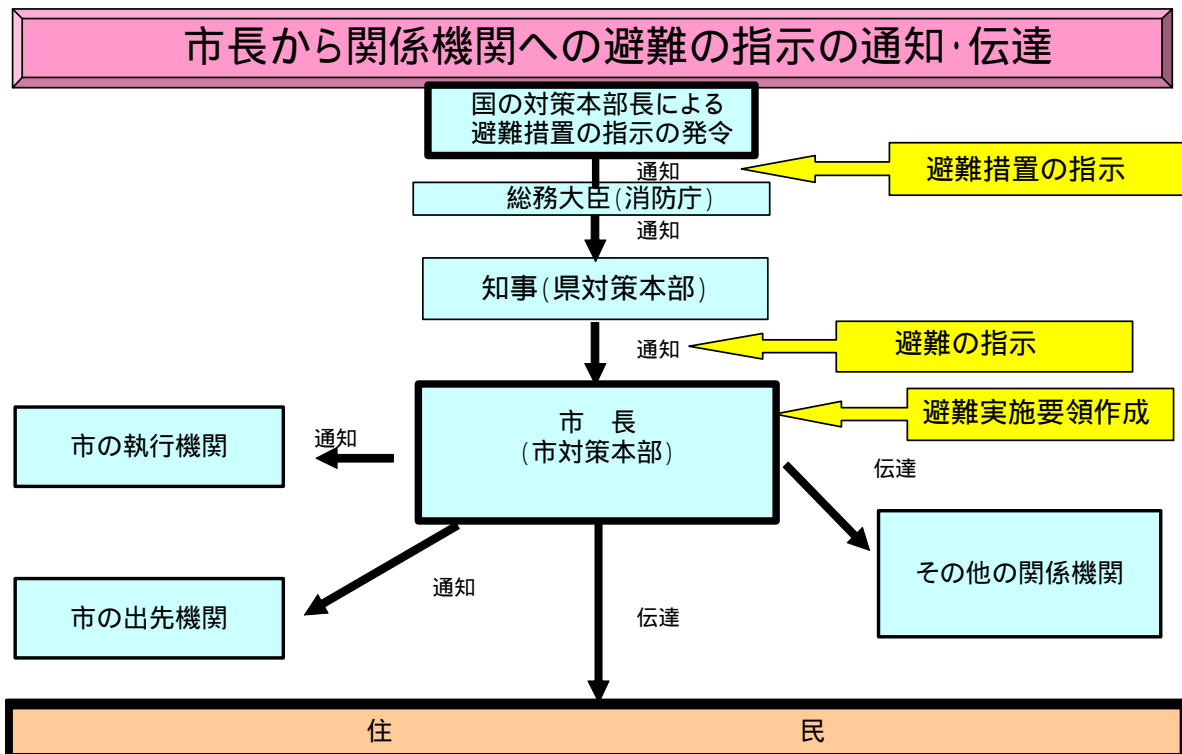 市長から関係機関への避難の指示の通知・伝達
国の対策本部長による
避難措置の指示の発令
通知
避難措置の指示
総務大臣(消防庁)
通知
知事(県対策本部)
通知
避難の指示
市　長
(市対策本部)
避難実施要領作成
市の執行機関
通知
伝達
その他の関係機関
市の出先機関
通知
伝達
住　民